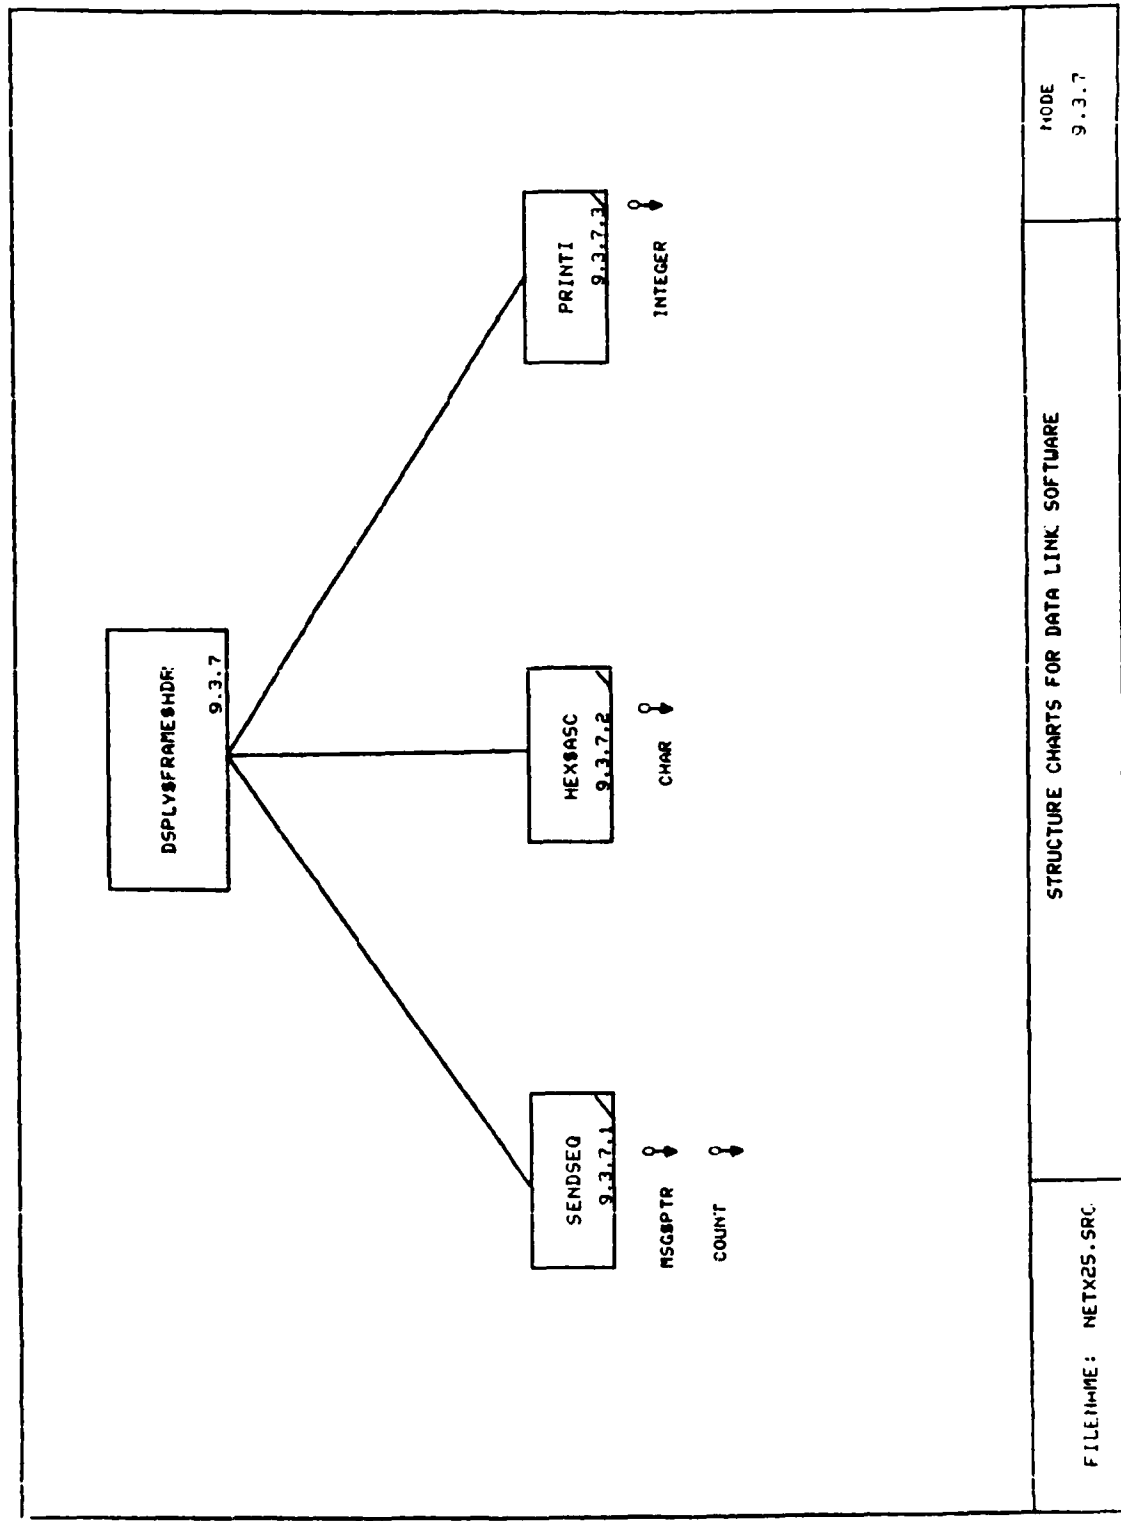 DSPLY$FRAME$HDR
9.3.7
SENDSEQ
9.3.7.1
HEX$ASC
9.3.7.2
PRINTI
9.3.7.3
MSG$PTR
COUNT
CHAR
INTEGER
FILENAME: NETX25.SRC
STRUCTURE CHARTS FOR DATA LINK SOFTWARE
NODE
9.3.7